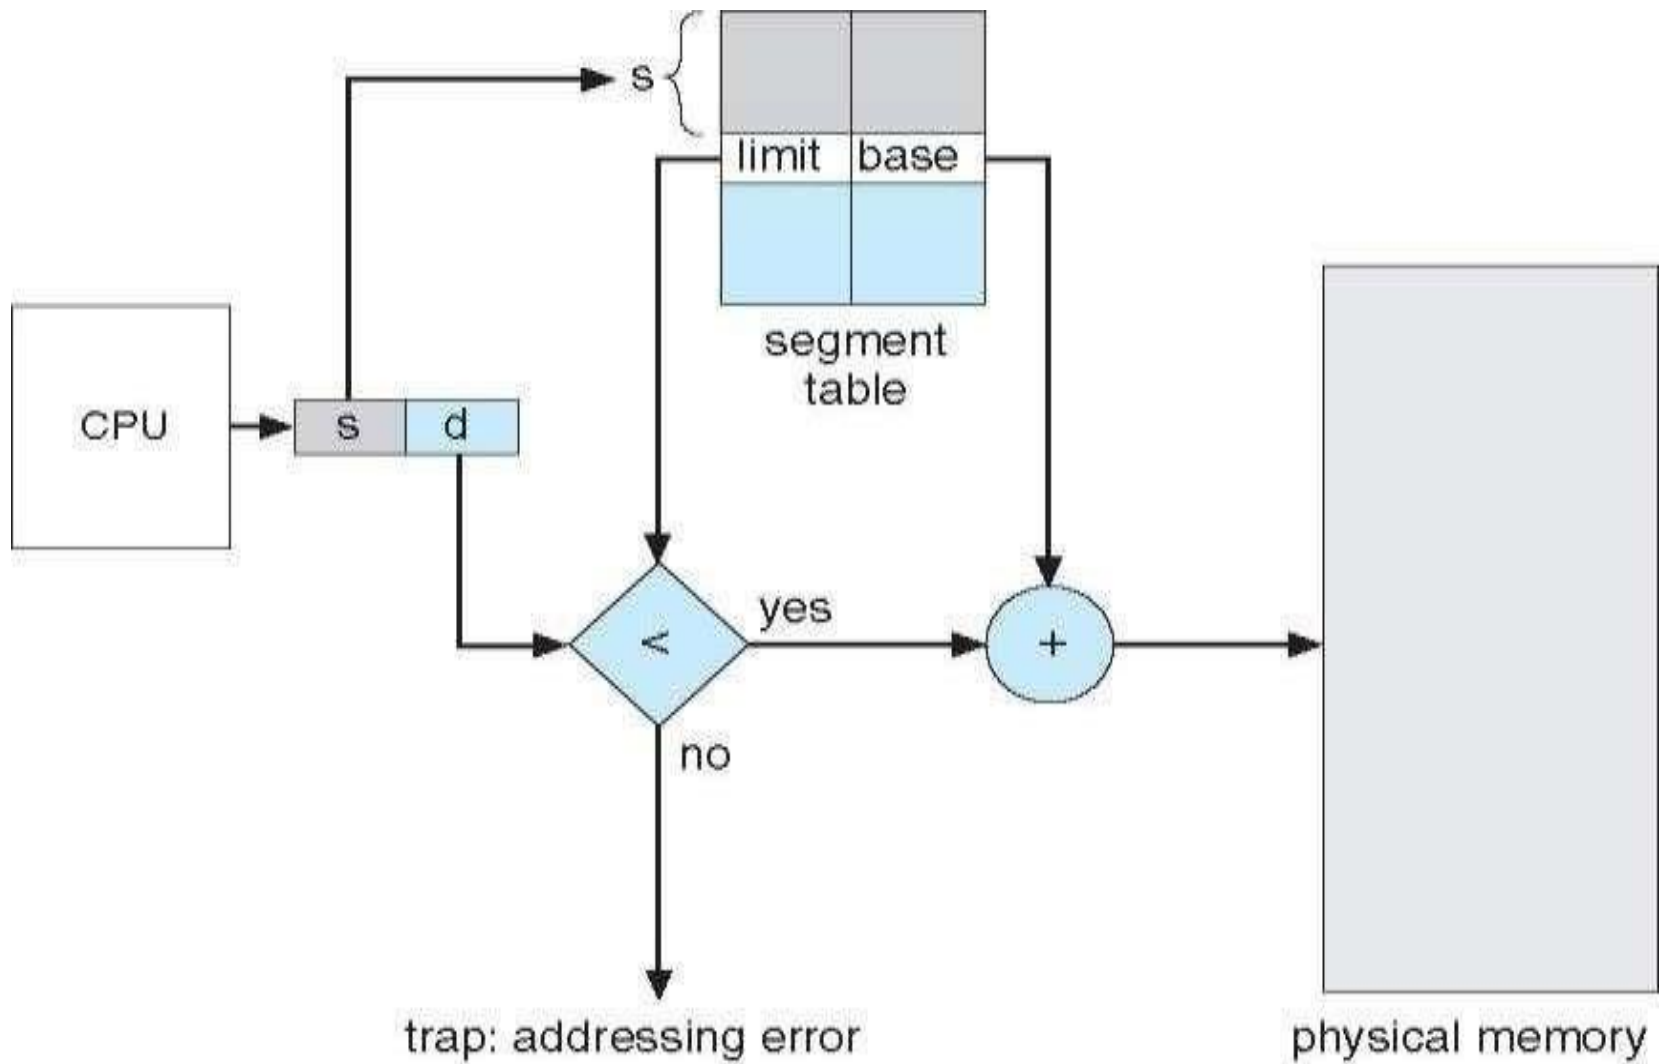 s
limit base
segment
table
CPU
s d
<
yes
+
no
trap: addressing error
physical memory